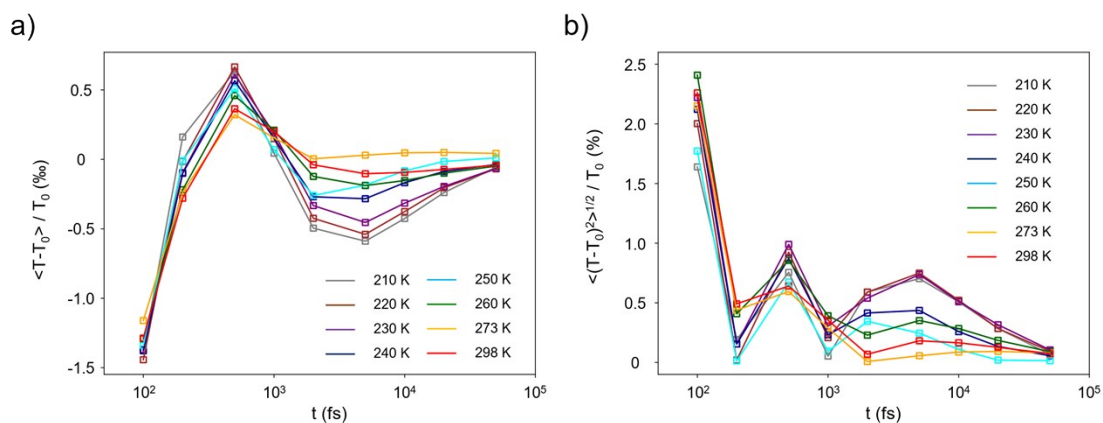 a)
<T-T₀> / T₀ (‰)
0.5
0
-0.5
-1.0
-1.5
10² 10³ 10⁴ 10⁵
t (fs)
210 K 250 K
220 K 260 K
230 K 273 K
240 K 298 K
b)
<(T-T₀)²>¹ᐟ² / T₀ (%)
2.5
2.0
1.5
1.0
0.5
0
10² 10³ 10⁴ 10⁵
t (fs)
210 K
220 K
230 K
240 K
250 K
260 K
273 K
298 K